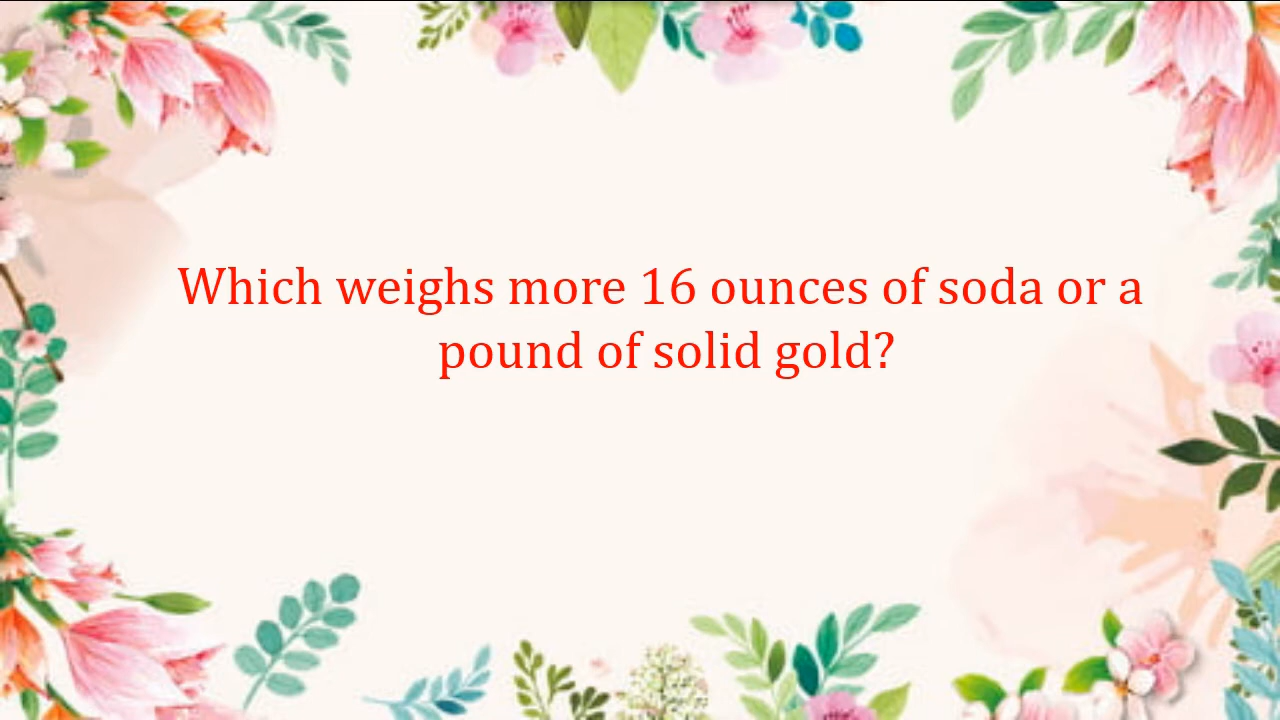 Which weighs more 16 ounces of soda or a
pound of solid gold?